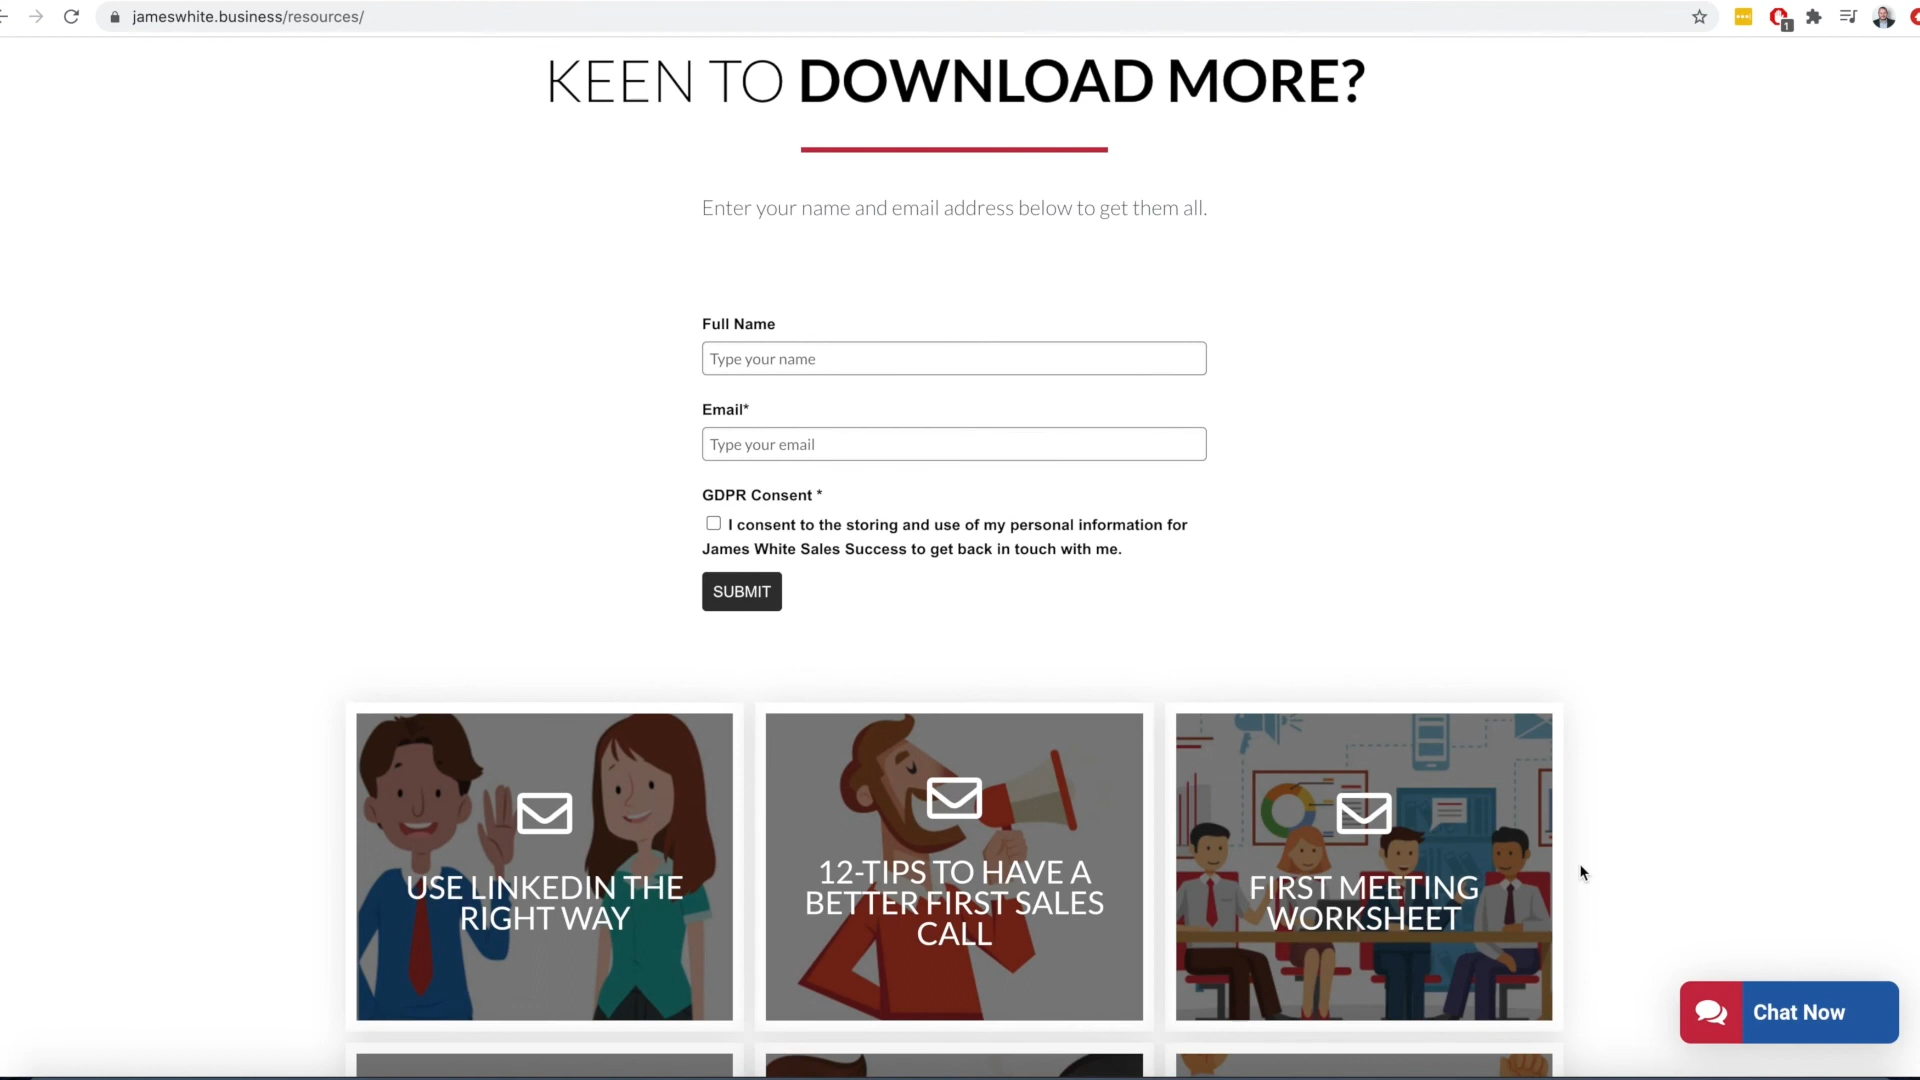 jameswhite.business/resources/
1
KEEN TO DOWNLOAD MORE?
Enter your name and email address below to get them all.
Full Name
Type your name
Email*
Type your email
GDPR Consent *
I consent to the storing and use of my personal information for
James White Sales Success to get back in touch with me.
SUBMIT
USE LINKEDIN THE
RIGHT WAY
12-TIPS TO HAVE A
BETTER FIRST SALES
CALL
FIRST MEETING
WORKSHEET
Chat Now